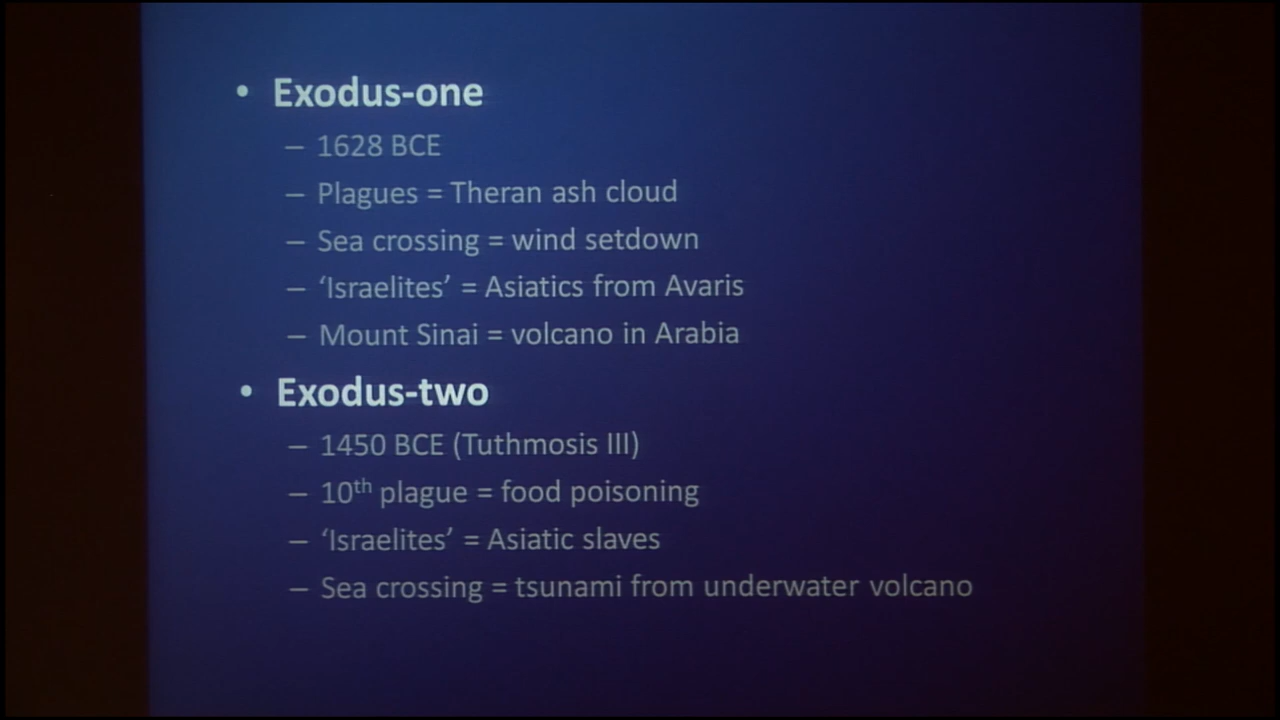 • Exodus-one
– 1628 BCE
– Plagues = Theran ash cloud
– Sea crossing = wind setdown
– ‘Israelites’ = Asiatics from Avaris
– Mount Sinai = volcano in Arabia
• Exodus-two
– 1450 BCE (Tuthmosis III)
– 10th plague = food poisoning
– ‘Israelites’ = Asiatic slaves
– Sea crossing = tsunami from underwater volcano